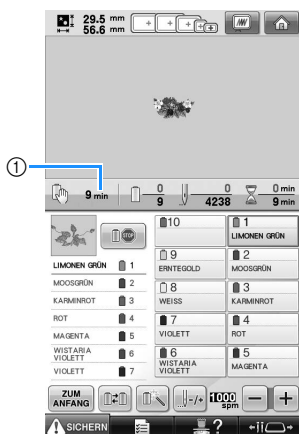 29.5 mm
56.6 mm
1
9 min
0
9
0
4238
0 min
9 min
10
1
LIMONEN GRÜN
9
ERNTEGOLD
2
MOOSGRÜN
8
WEISS
3
KARMINROT
7
VIOLETT
4
ROT
6
WISTARIA
VIOLETT
5
MAGENTA
STOP
LIMONEN GRÜN 1
MOOSGRÜN 2
KARMINROT 3
ROT 4
MAGENTA 5
WISTARIA
VIOLETT 6
VIOLETT 7
ZUM
ANFANG
-/+
1000
spm
- +
SICHERN
?